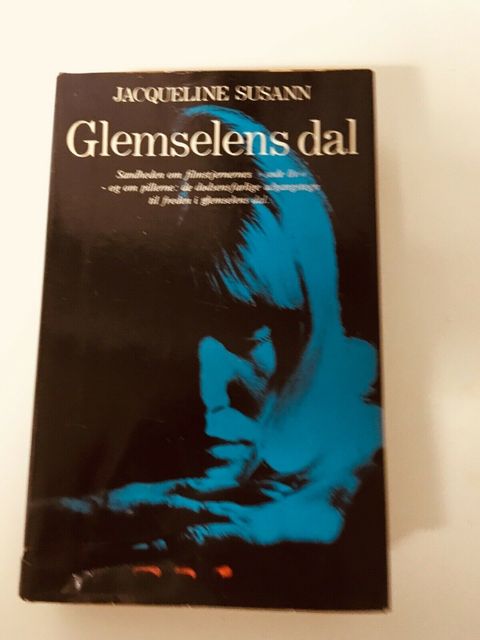 JACQUELINE SUSANN
Glemselens dal
Sandheden om filmstjernernes
- og om pillerne: de dødsensfarlige
til freden i glemselens dal.